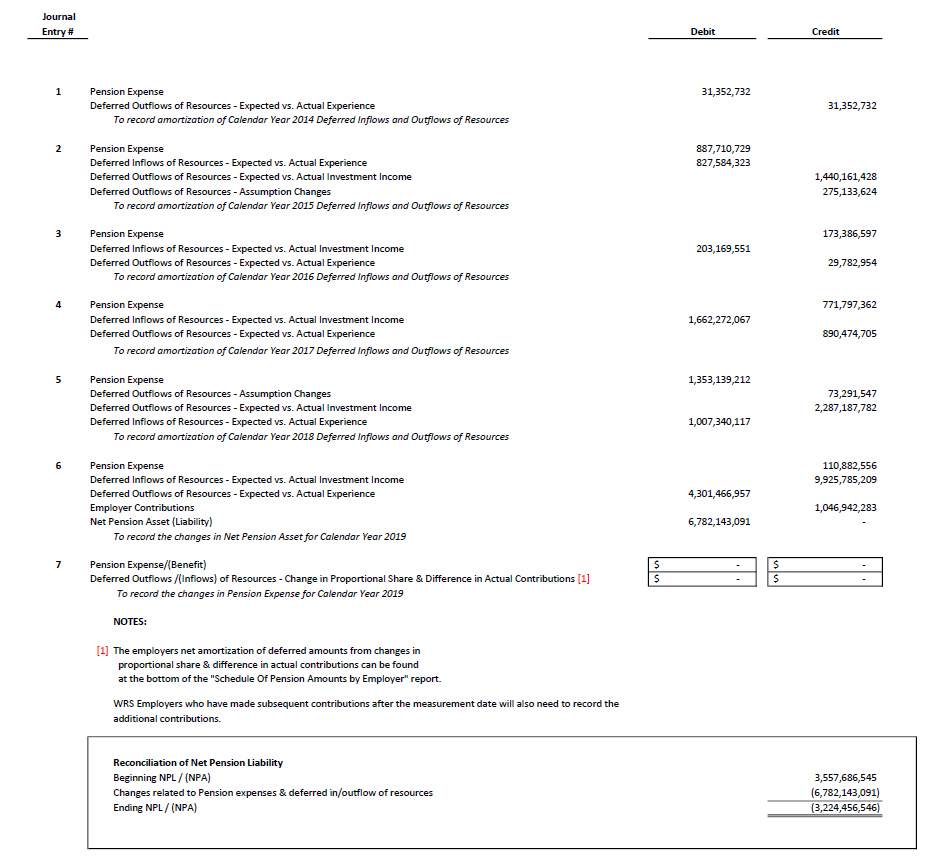 Journal
Entry # Debit Credit
1 Pension Expense 31,352,732
Deferred Outflows of Resources - Expected vs. Actual Experience 31,352,732
To record amortization of Calendar Year 2014 Deferred Inflows and Outflows of Resources
2 Pension Expense 887,710,729
Deferred Inflows of Resources - Expected vs. Actual Experience 827,584,323
Deferred Outflows of Resources - Expected vs. Actual Investment Income 1,440,161,428
Deferred Outflows of Resources - Assumption Changes 275,133,624
To record amortization of Calendar Year 2015 Deferred Inflows and Outflows of Resources
3 Pension Expense 173,386,597
Deferred Inflows of Resources - Expected vs. Actual Investment Income 203,169,551
Deferred Outflows of Resources - Expected vs. Actual Experience 29,782,954
To record amortization of Calendar Year 2016 Deferred Inflows and Outflows of Resources
4 Pension Expense 771,797,362
Deferred Inflows of Resources - Expected vs. Actual Investment Income 1,662,272,067
Deferred Outflows of Resources - Expected vs. Actual Experience 890,474,705
To record amortization of Calendar Year 2017 Deferred Inflows and Outflows of Resources
5 Pension Expense 1,353,139,212
Deferred Outflows of Resources - Assumption Changes 73,291,547
Deferred Outflows of Resources - Expected vs. Actual Investment Income 2,287,187,782
Deferred Inflows of Resources - Expected vs. Actual Experience 1,007,340,117
To record amortization of Calendar Year 2018 Deferred Inflows and Outflows of Resources
6 Pension Expense 110,882,556
Deferred Inflows of Resources - Expected vs. Actual Investment Income 9,925,785,209
Deferred Outflows of Resources - Expected vs. Actual Experience 4,301,466,957
Employer Contributions 1,046,942,283
Net Pension Asset (Liability) 6,782,143,091 -
To record the changes in Net Pension Asset for Calendar Year 2019
7 Pension Expense/(Benefit) $ - $ -
Deferred Outflows /(Inflows) of Resources - Change in Proportional Share & Difference in Actual Contributions [1] $ - $ -
To record the changes in Pension Expense for Calendar Year 2019
NOTES:
[1] The employers net amortization of deferred amounts from changes in
proportional share & difference in actual contributions can be found
at the bottom of the "Schedule Of Pension Amounts by Employer" report.
WRS Employers who have made subsequent contributions after the measurement date will also need to record the
additional contributions.
Reconciliation of Net Pension Liability
Beginning NPL / (NPA) 3,557,686,545
Changes related to Pension expenses & deferred in/outflow of resources (6,782,143,091)
Ending NPL / (NPA) (3,224,456,546)